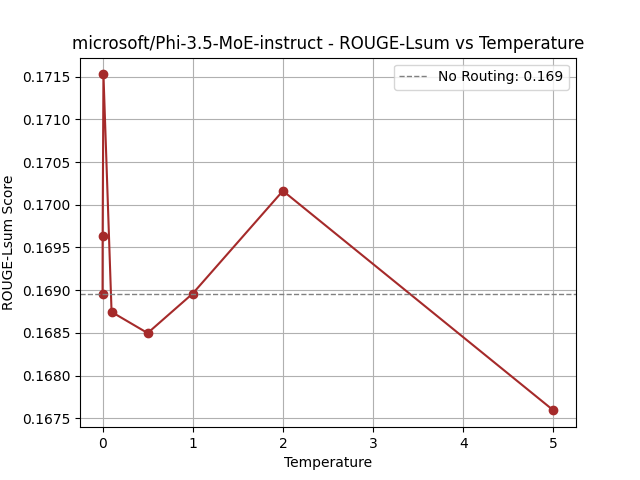 microsoft/Phi-3.5-MoE-instruct - ROUGE-Lsum vs Temperature
No Routing: 0.169
ROUGE-Lsum Score
0.1715
0.1710
0.1705
0.1700
0.1695
0.1690
0.1685
0.1680
0.1675
0 1 2 3 4 5
Temperature